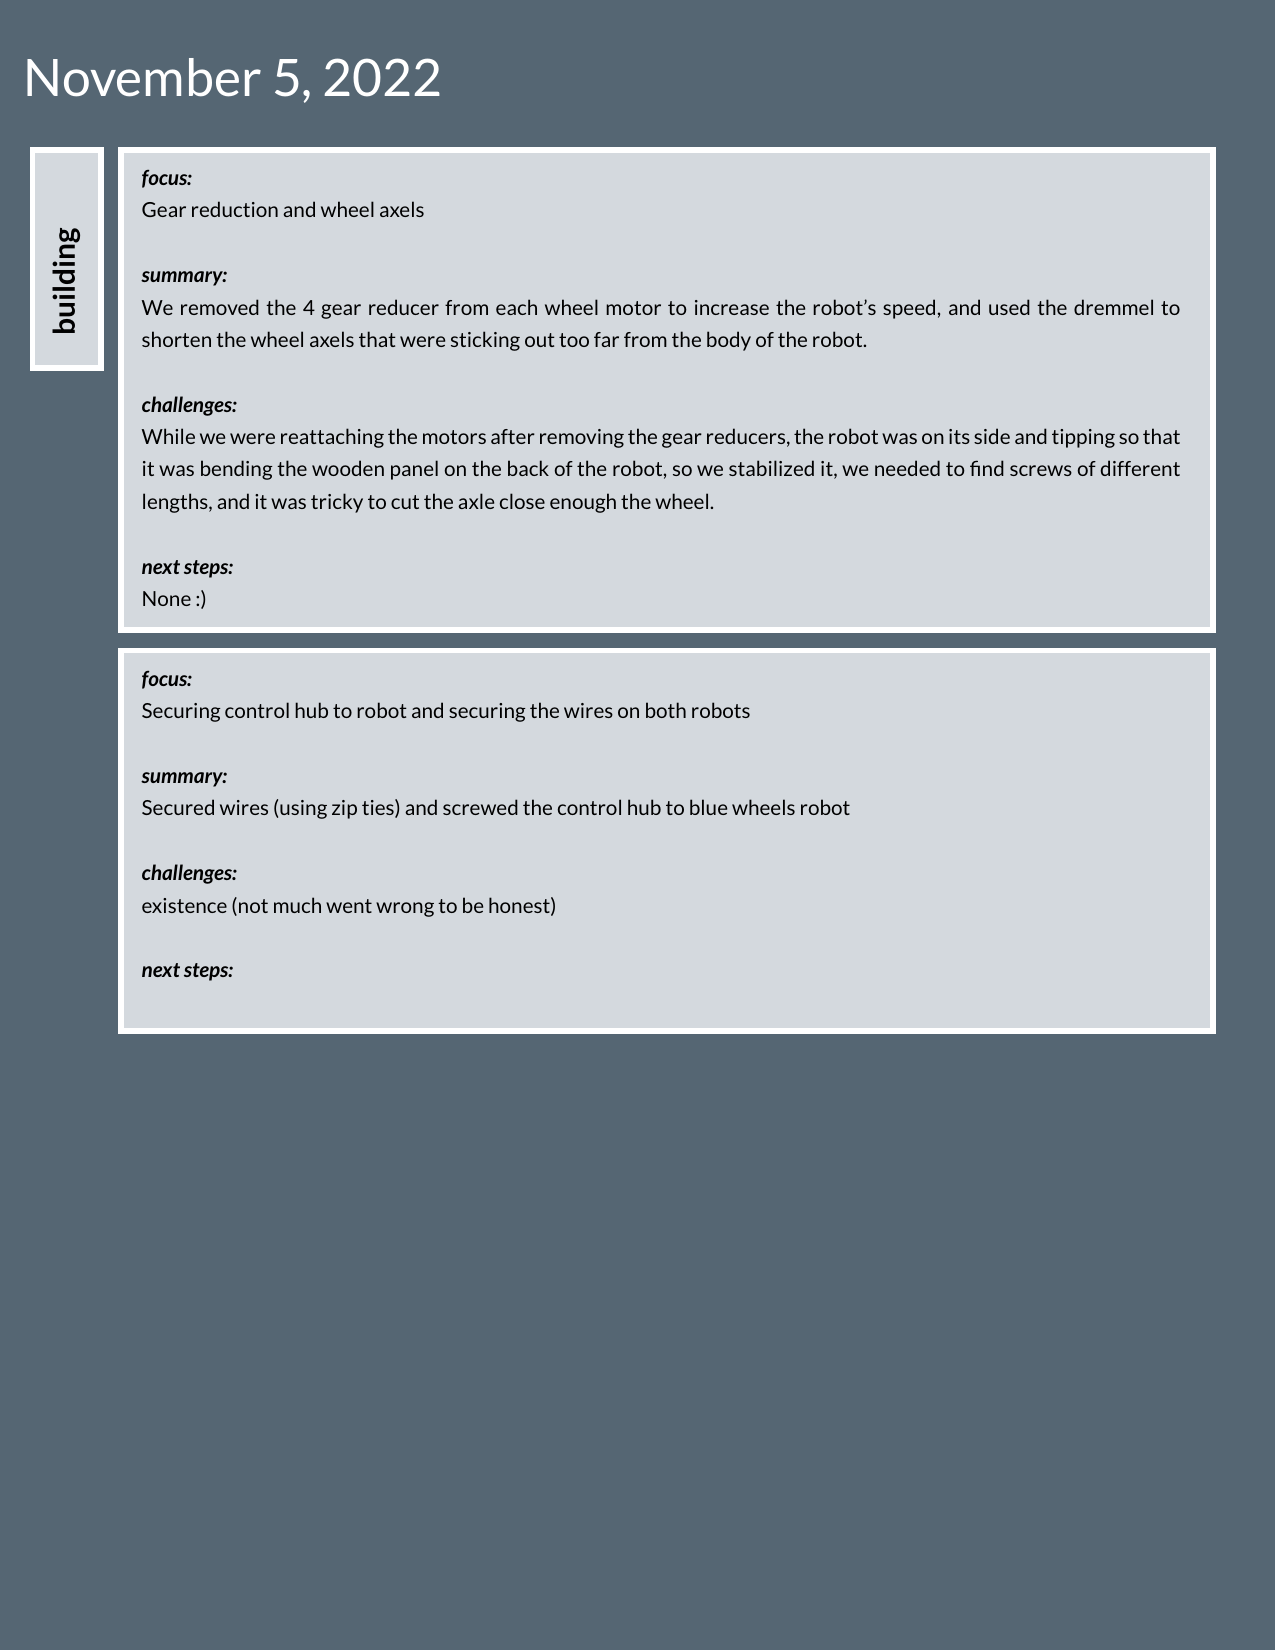 November 5, 2022
building
focus:
Gear reduction and wheel axels
summary:
We removed the 4 gear reducer from each wheel motor to increase the robot’s speed, and used the dremmel to
shorten the wheel axels that were sticking out too far from the body of the robot.
challenges:
While we were reattaching the motors after removing the gear reducers, the robot was on its side and tipping so that
it was bending the wooden panel on the back of the robot, so we stabilized it, we needed to find screws of different
lengths, and it was tricky to cut the axle close enough the wheel.
next steps:
None :)
focus:
Securing control hub to robot and securing the wires on both robots
summary:
Secured wires (using zip ties) and screwed the control hub to blue wheels robot
challenges:
existence (not much went wrong to be honest)
next steps: